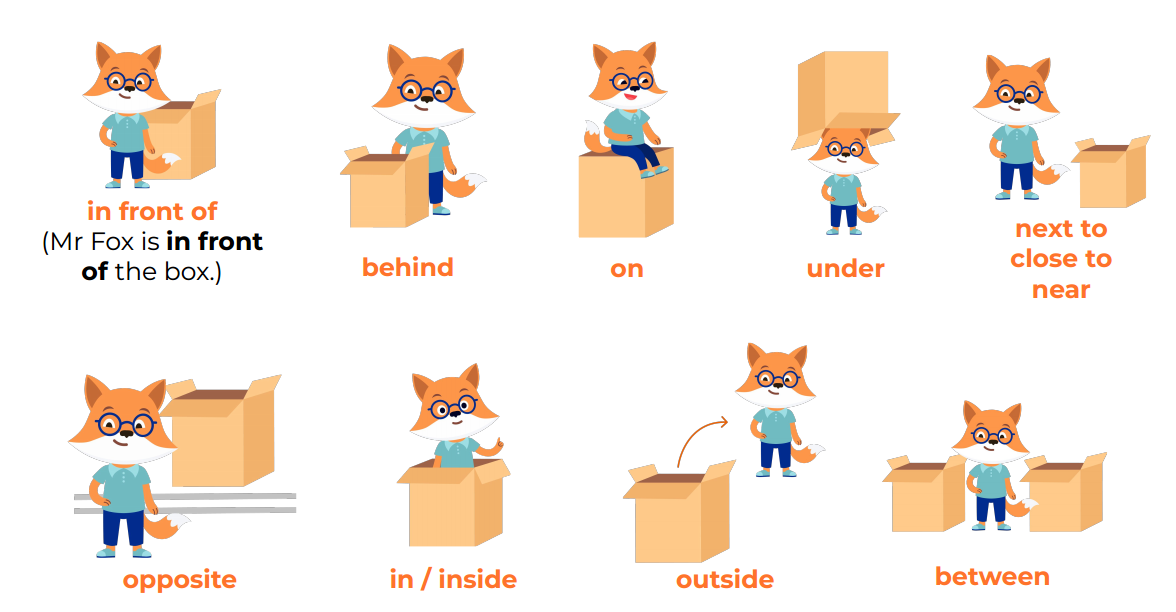 in front of
(Mr Fox is in front
of the box.)
behind
on
under
next to
close to
near
opposite
in / inside
outside
between